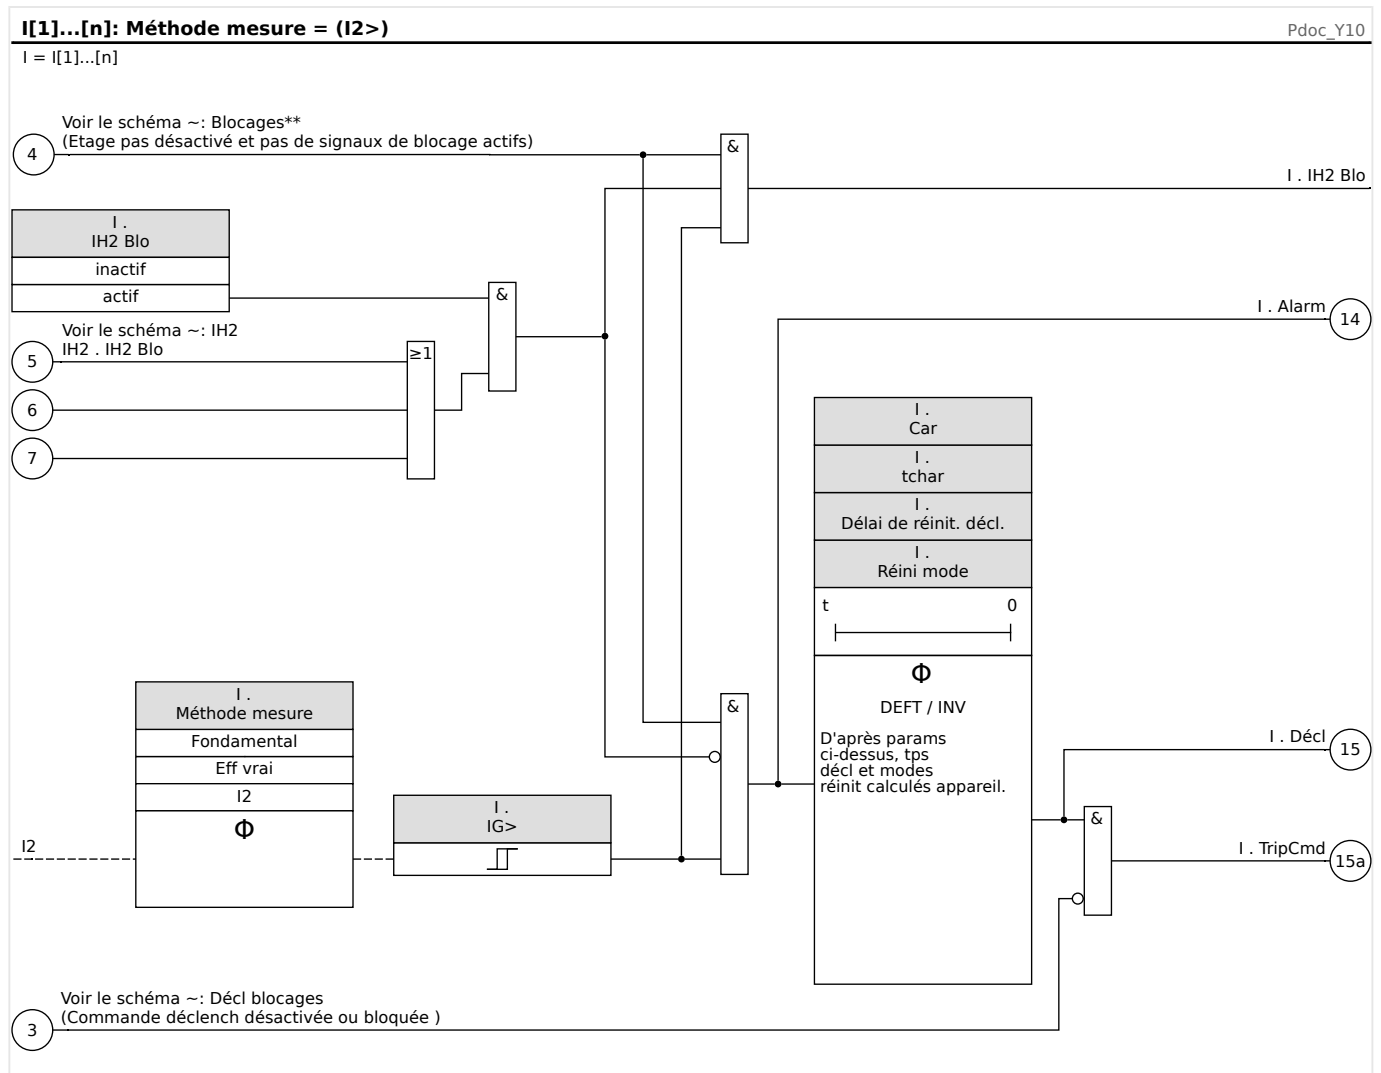 I[1]...[n]: Méthode mesure = (I2>)
Pdoc_Y10
I = I[1]...[n]
Voir le schéma ~: Blocages**
(Etage pas désactivé et pas de signaux de blocage actifs)
4
&
I . IH2 Blo
I .
IH2 Blo
inactif
actif
&
I . Alarm
14
Voir le schéma ~: IH2
IH2 . IH2 Blo
5
≥1
6
7
I .
Car
I .
tchar
I .
Délai de réinit. décl.
I .
Réini mode
t
0
Φ
DEFT / INV
D'après params
ci-dessus, tps
décl et modes
réinit calculés appareil.
I .
Méthode mesure
Fondamental
Eff vrai
I2
Φ
I2
I .
IG>
&
I . Décl
15
&
I . TripCmd
15a
Voir le schéma ~: Décl blocages
(Commande déclench désactivée ou bloquée )
3